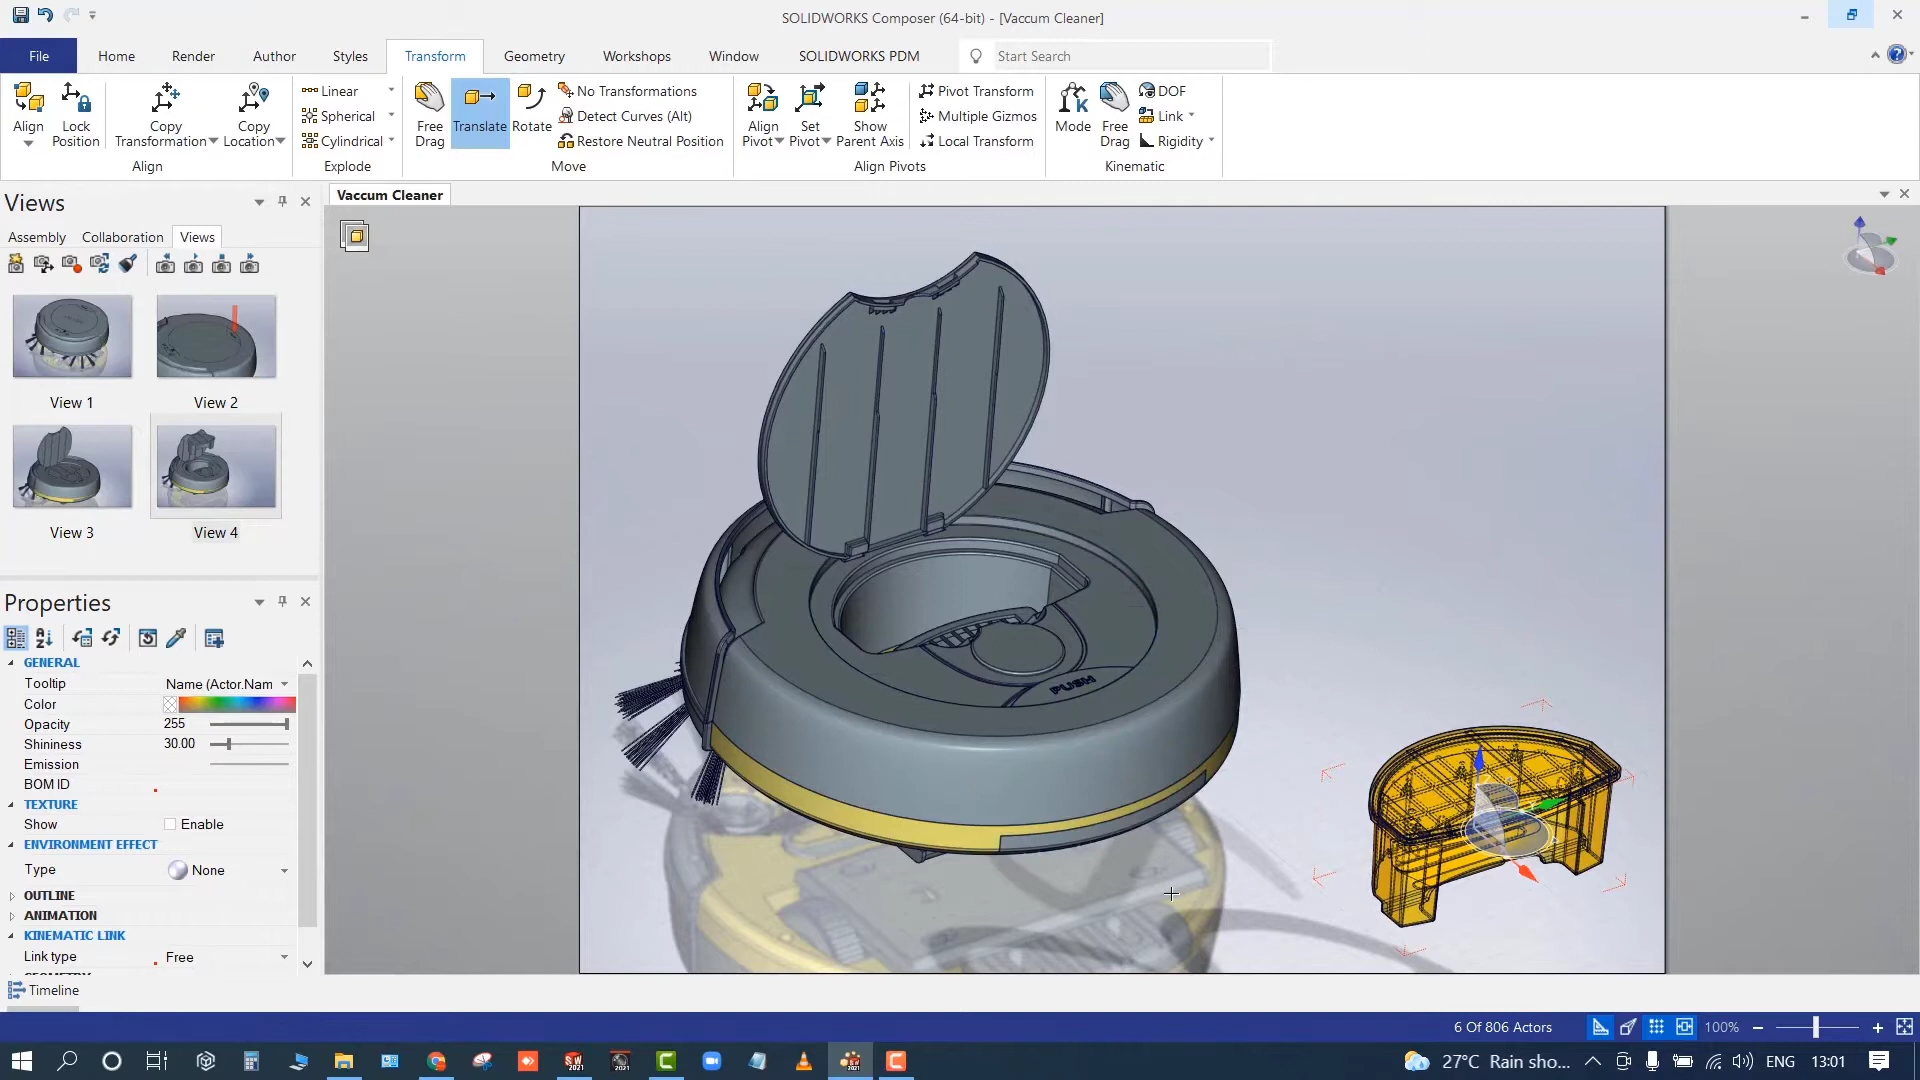 SOLIDWORKS Composer (64-bit) - [Vaccum Cleaner]
File Home Render Author Styles Transform Geometry Workshops Window SOLIDWORKS PDM Start Search
Align
Lock Position
Copy Transformation
Copy Location
Align
Linear
Spherical
Cylindrical
Explode
Free Drag
Translate
Rotate
No Transformations
Detect Curves (Alt)
Restore Neutral Position
Move
Align Pivot
Set Pivot
Show Parent Axis
Pivot Transform
Multiple Gizmos
Local Transform
Align Pivots
K
Mode
Free Drag
DOF
Link
Rigidity
Kinematic
Views
Assembly Collaboration Views
View 1
View 2
View 3
View 4
Vaccum Cleaner
PUSH
Properties
GENERAL
Tooltip Name (Actor.Nam
Color
Opacity 255
Shininess 30.00
Emission
BOM ID
TEXTURE
Show Enable
ENVIRONMENT EFFECT
Type None
OUTLINE
ANIMATION
KINEMATIC LINK
Link type Free
Timeline
6 Of 806 Actors
100%
27°C Rain sho...
ENG
13:01